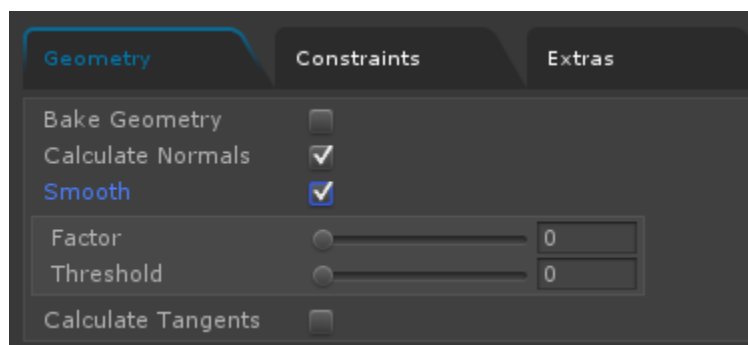 Geometry Constraints Extras
Bake Geometry
Calculate Normals
Smooth
Factor 0
Threshold 0
Calculate Tangents